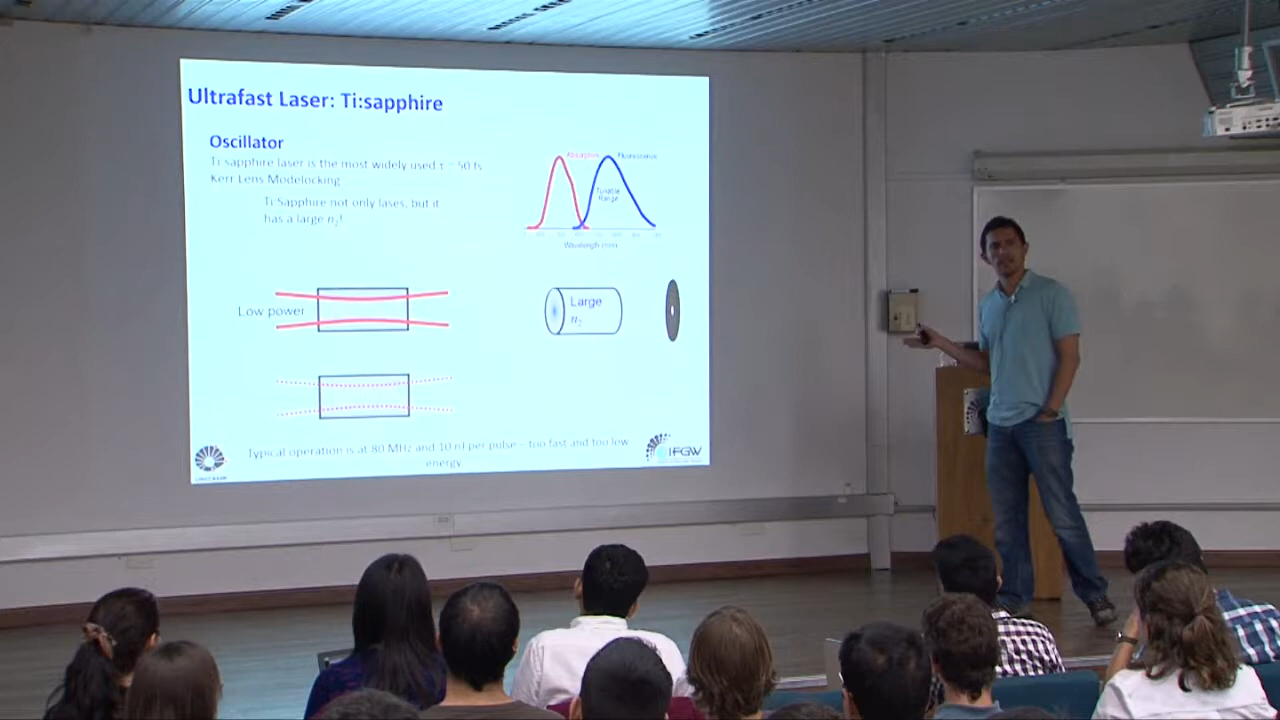 Ultrafast Laser: Ti:sapphire
Oscillator
Ti sapphire laser is the most widely used τ = 50 fs
Kerr Lens Modelocking
Ti Sapphire not only lases, but it
has a large n₂!
Absorption
Fluorescence
Tunable
Range
Wavelength (nm)
Low power
Large
n₂
Typical operation is at 80 MHz and 10 nJ per pulse – too fast and too low
energy
UNICAMP
IFGW